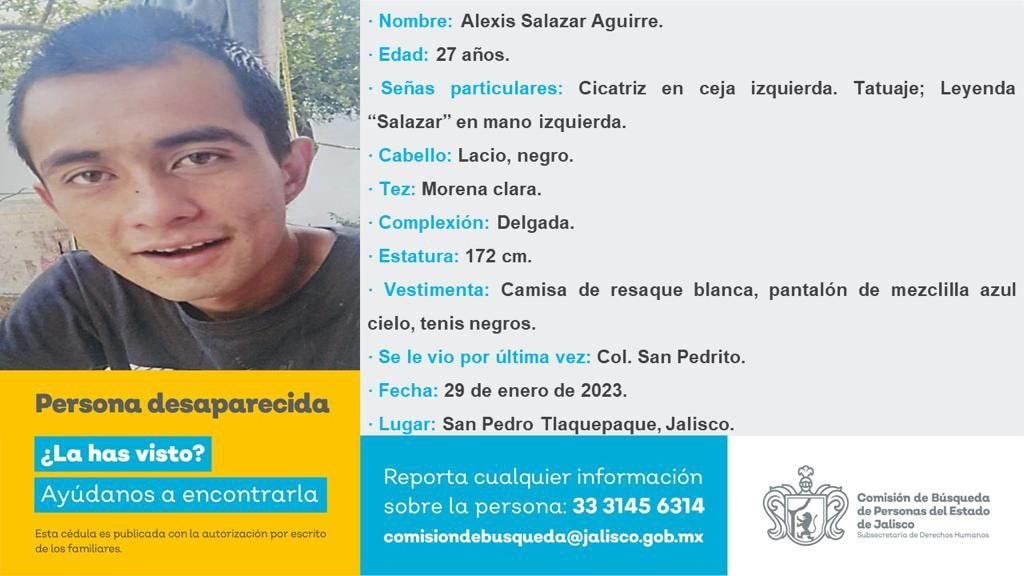 · Nombre: Alexis Salazar Aguirre.
· Edad: 27 años.
· Señas particulares: Cicatriz en ceja izquierda. Tatuaje; Leyenda
“Salazar” en mano izquierda.
· Cabello: Lacio, negro.
· Tez: Morena clara.
· Complexión: Delgada.
· Estatura: 172 cm.
· Vestimenta: Camisa de resaque blanca, pantalón de mezclilla azul
cielo, tenis negros.
· Se le vio por última vez: Col. San Pedrito.
· Fecha: 29 de enero de 2023.
· Lugar: San Pedro Tlaquepaque, Jalisco.
Persona desaparecida
¿La has visto?
Ayúdanos a encontrarla
Esta cédula es publicada con la autorización por escrito
de los familiares.
Reporta cualquier información
sobre la persona: 33 3145 6314
comisiondebusqueda@jalisco.gob.mx
Comisión de Búsqueda
de Personas del Estado
de Jalisco
Subsecretaría de Derechos Humanos